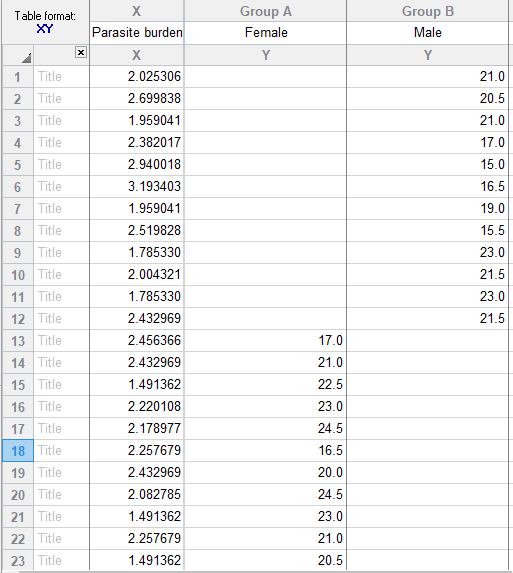 Table format: X Group A Group B
XY Parasite burden Female Male
X Y Y
1 Title 2.025306 21.0
2 Title 2.699838 20.5
3 Title 1.959041 21.0
4 Title 2.382017 17.0
5 Title 2.940018 15.0
6 Title 3.193403 16.5
7 Title 1.959041 19.0
8 Title 2.519828 15.5
9 Title 1.785330 23.0
10 Title 2.004321 21.5
11 Title 1.785330 23.0
12 Title 2.432969 21.5
13 Title 2.456366 17.0
14 Title 2.432969 21.0
15 Title 1.491362 22.5
16 Title 2.220108 23.0
17 Title 2.178977 24.5
18 Title 2.257679 16.5
19 Title 2.432969 20.0
20 Title 2.082785 24.5
21 Title 1.491362 23.0
22 Title 2.257679 21.0
23 Title 1.491362 20.5